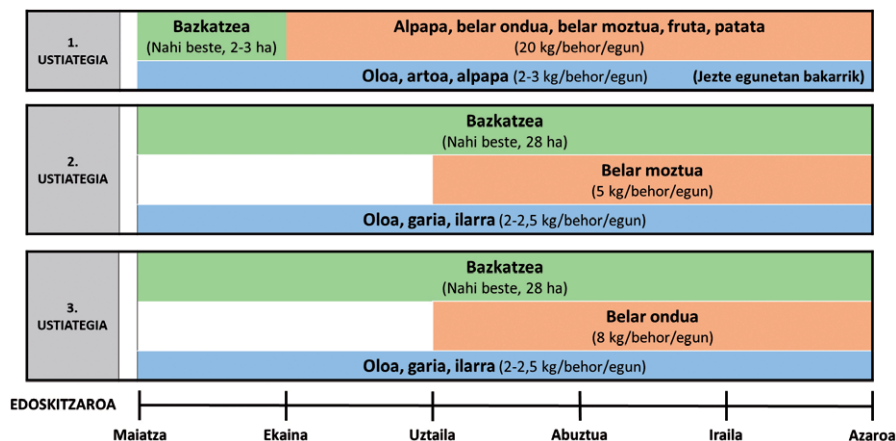 1.
USTIATEGIA
Bazkatzea
(Nahi beste, 2-3 ha)
Alpapa, belar ondua, belar moztua, fruta, patata
(20 kg/behor/egun)
Oloa, artoa, alpapa (2-3 kg/behor/egun) (Jezte egunetan bakarrik)
2.
USTIATEGIA
Bazkatzea
(Nahi beste, 28 ha)
Belar moztua
(5 kg/behor/egun)
Oloa, garia, ilarra (2-2,5 kg/behor/egun)
3.
USTIATEGIA
Bazkatzea
(Nahi beste, 28 ha)
Belar ondua
(8 kg/behor/egun)
Oloa, garia, ilarra (2-2,5 kg/behor/egun)
EDOSKITZAROA
Maiatza Ekaina Uztaila Abuztua Iraila Azaroa